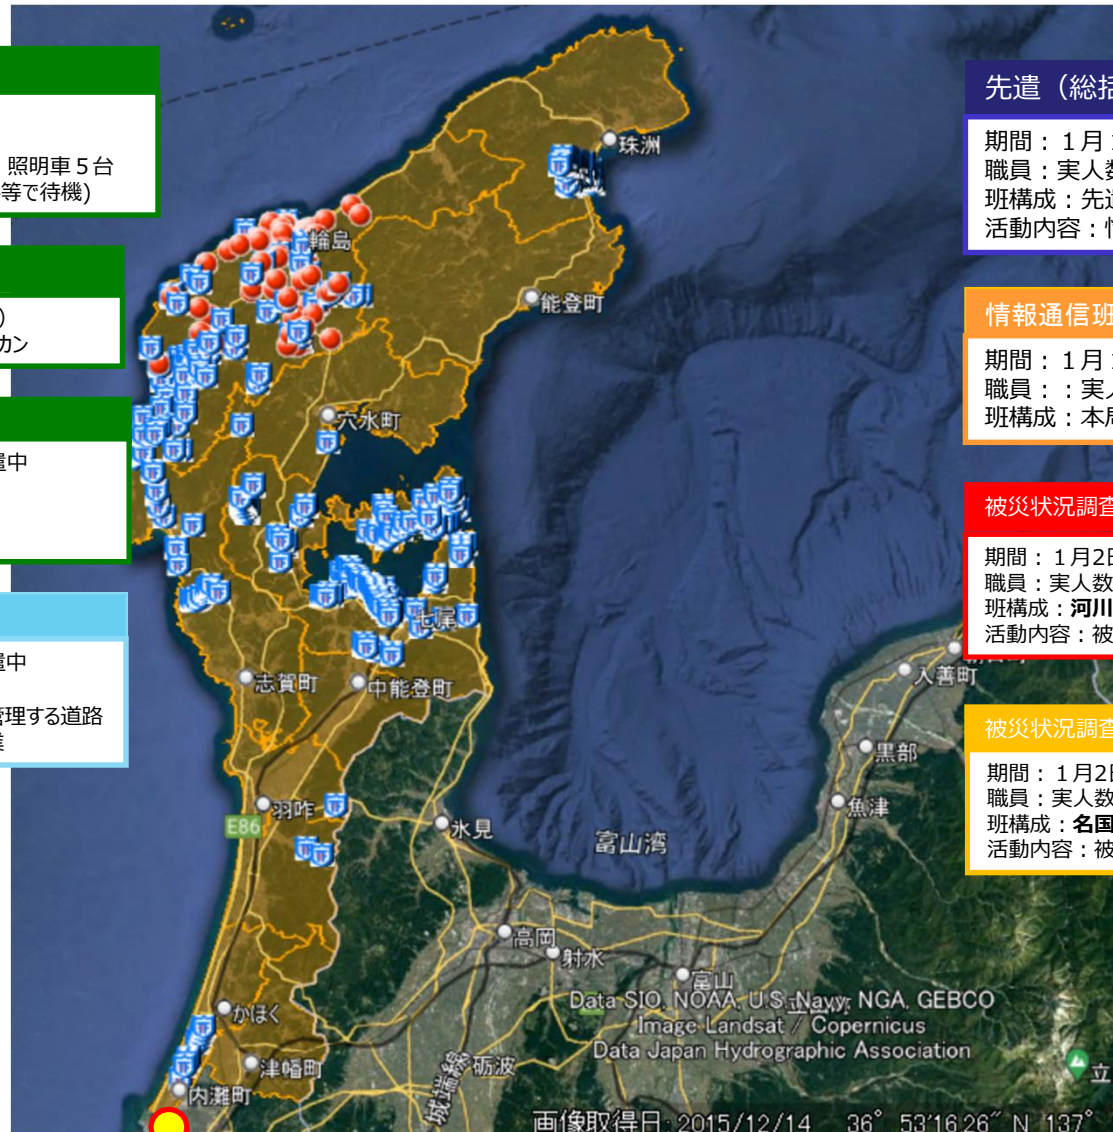 照明車５台
等で待機)
)
カン
遣中
遣中
管理する道路
業
先遣（総括
期間：１月
職員：実人数
班構成：先遣
活動内容：情
情報通信班
期間：１月
職員：：実人
班構成：本局
被災状況調査
期間：１月2日
職員：実人数
班構成：河川
活動内容：被
被災状況調査
期間：１月2日
職員：実人数
班構成：名国
活動内容：被
珠洲
輪島
能登町
穴水町
七尾
志賀町
中能登町
入善町
黒部
羽咋
E86
魚津
氷見
富山湾
高岡
射水
富山
かほく
津幡町
城端線
砺波
内灘町
立
Data SIO, NOAA, U.S. Navy, NGA, GEBCO
Image Landsat / Copernicus
Data Japan Hydrographic Association
画像取得日: 2015/12/14 36° 53'16.26" N 137°